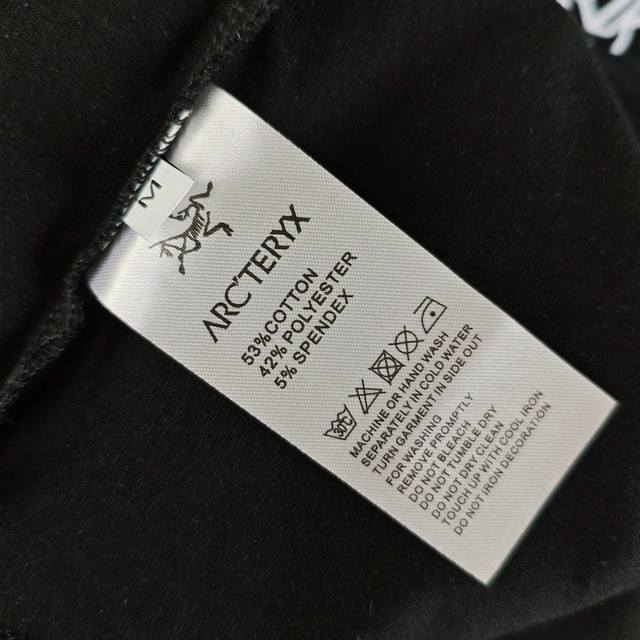 M
ARC'TERYX
53%COTTON
42% POLYESTER
5% SPENDEX
30℃
MACHINE OR HAND WASH
SEPARATELY IN COLD WATER
TURN GARMENT IN SIDE OUT
FOR WASHING
REMOVE PROMPTLY
DO NOT BLEACH
DO NOT TUMBLE DRY
DO NOT DRY CLEAN
TOUCH UP WITH COOL IRON
DO NOT IRON DECORATION